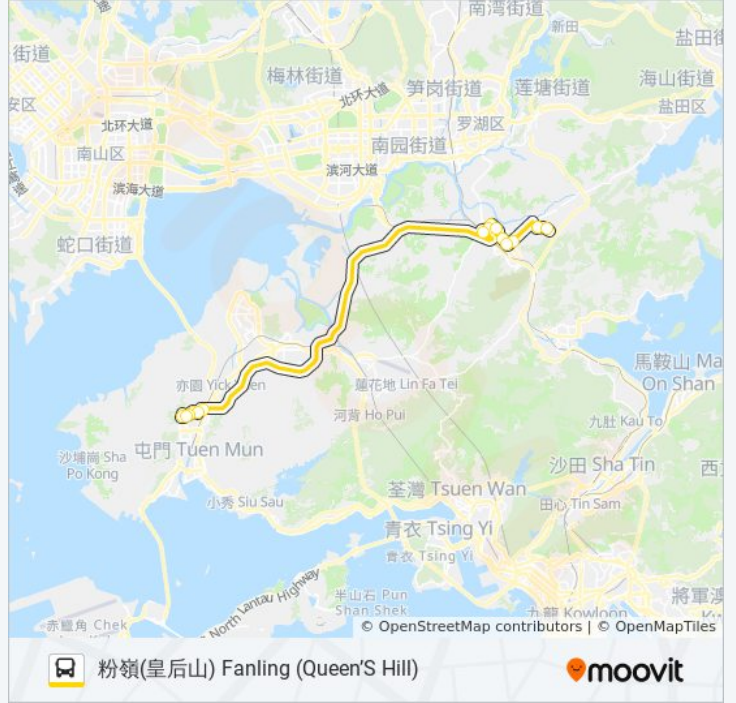 南湾街道
街道
新田
盐田街
梅林街道
北环大道
笋岗街道
莲塘街道
海山街道
安区
盐田区
北环大道
罗湖区
南山区
南园街道
滨河大道
滨海大道
蛇口街道
馬鞍山 Ma
On Shan
亦園 Yick Yuen
蓮花地 Lin Fa Tei
河背 Ho Pui
九肚 Kau To
屯門 Tuen Mun
沙埔崗 Sha
Po Kong
沙田 Sha Tin
荃灣 Tsuen Wan
田心 Tin Sam
小秀 Siu Sau
青衣 Tsing Yi
青衣 Tsing Yi
North Lantau Highway
半山石 Pun
Shan Shek
將軍澳
赤鱲角 Chek
九龍 Kowloon
© OpenStreetMap contributors | © OpenMapTiles
粉嶺(皇后山) Fanling (Queen’S Hill)
moovit